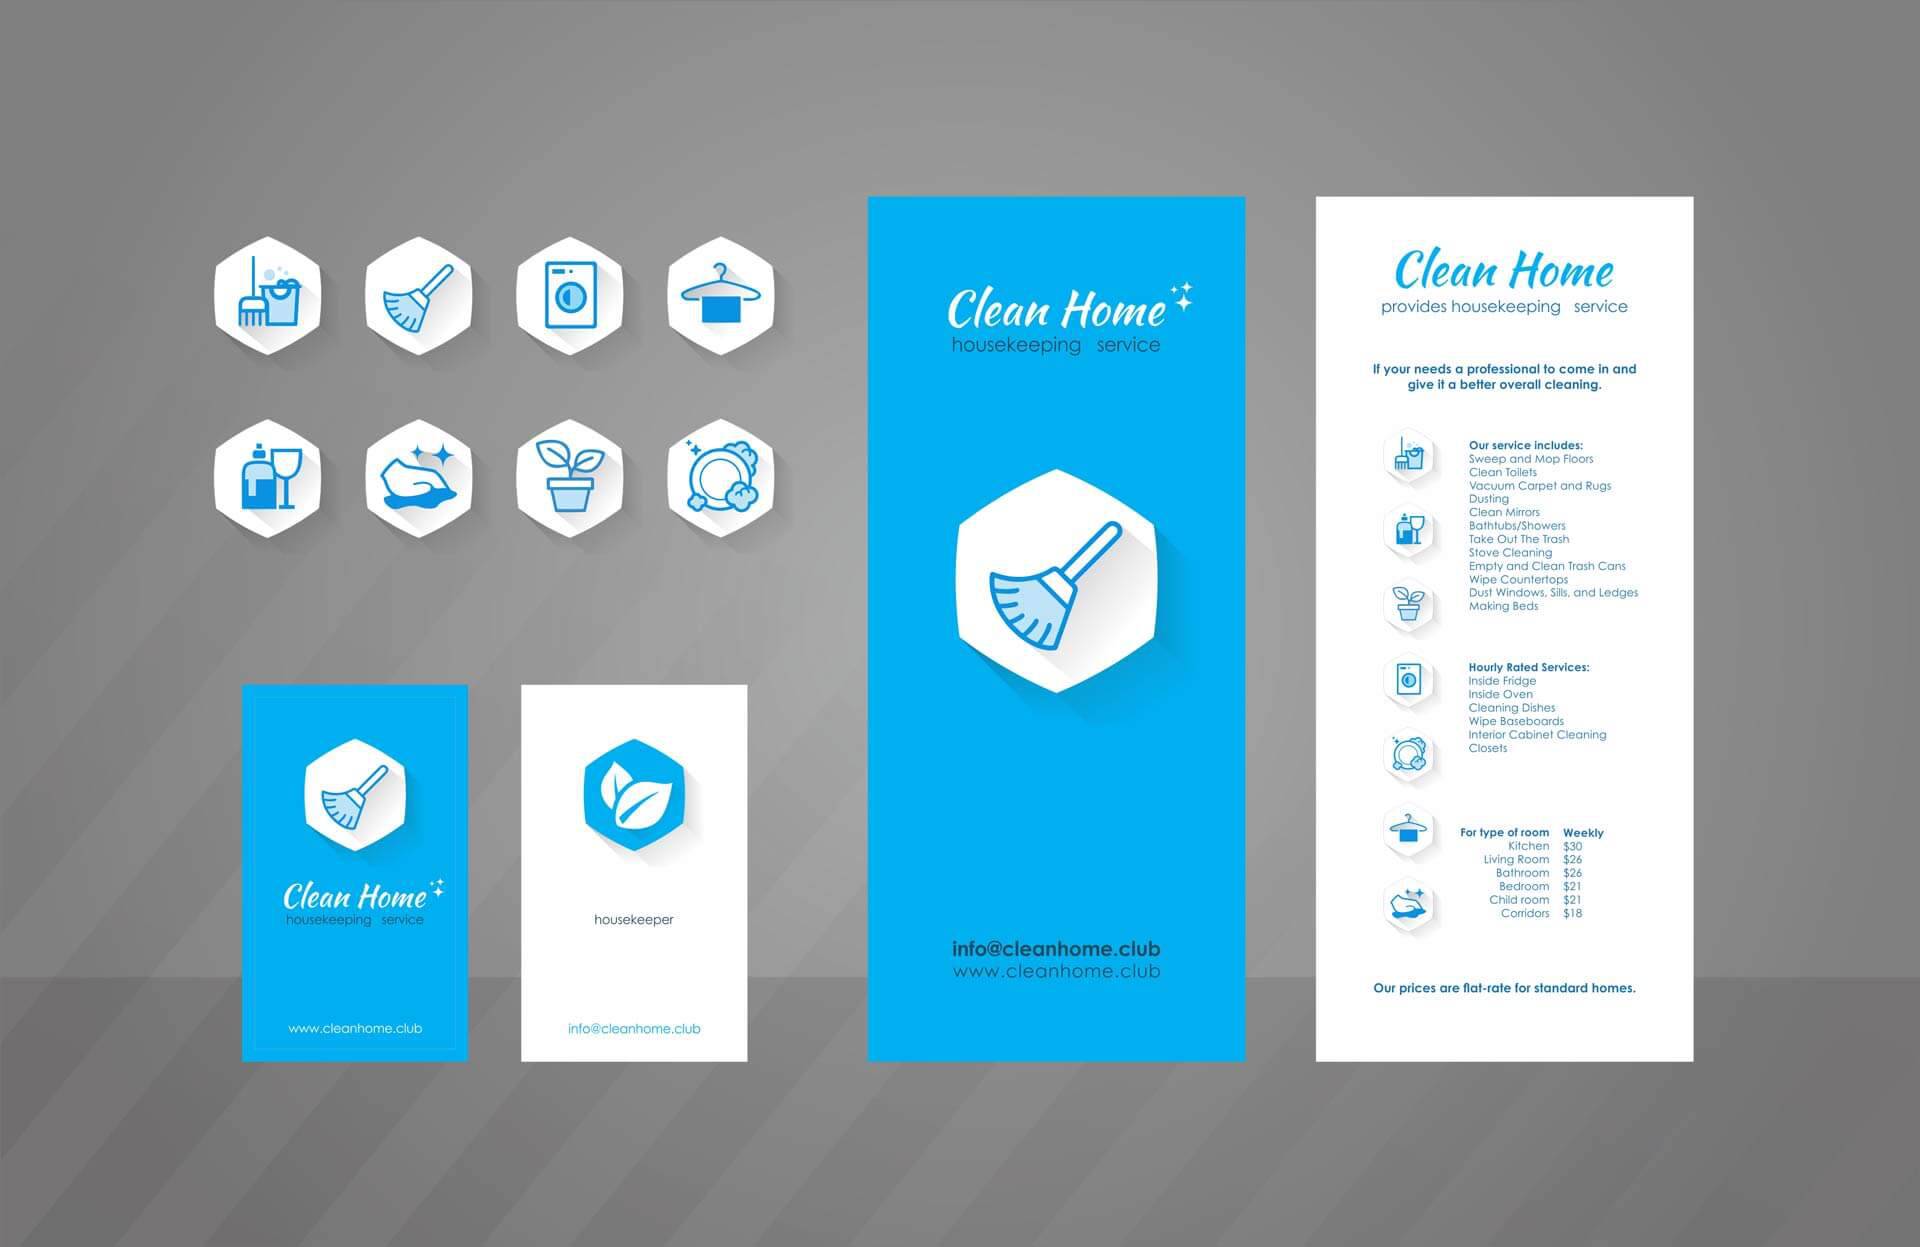 Clean Home
housekeeping service
www.cleanhome.club
housekeeper
info@cleanhome.club
Clean Home
housekeeping service
info@cleanhome.club
www.cleanhome.club
Clean Home
provides housekeeping service
If your needs a professional to come in and
give it a better overall cleaning.
Our service includes:
Sweep and Mop Floors
Clean Toilets
Vacuum Carpet and Rugs
Dusting
Clean Mirrors
Bathtubs/Showers
Take Out The Trash
Stove Cleaning
Empty and Clean Trash Cans
Wipe Countertops
Dust Windows, Sills, and Ledges
Making Beds
Hourly Rated Services:
Inside Fridge
Inside Oven
Cleaning Dishes
Wipe Baseboards
Interior Cabinet Cleaning
Closets
For type of room Weekly
Kitchen $30
Living Room $26
Bathroom $26
Bedroom $21
Child room $21
Corridors $18
Our prices are flat-rate for standard homes.